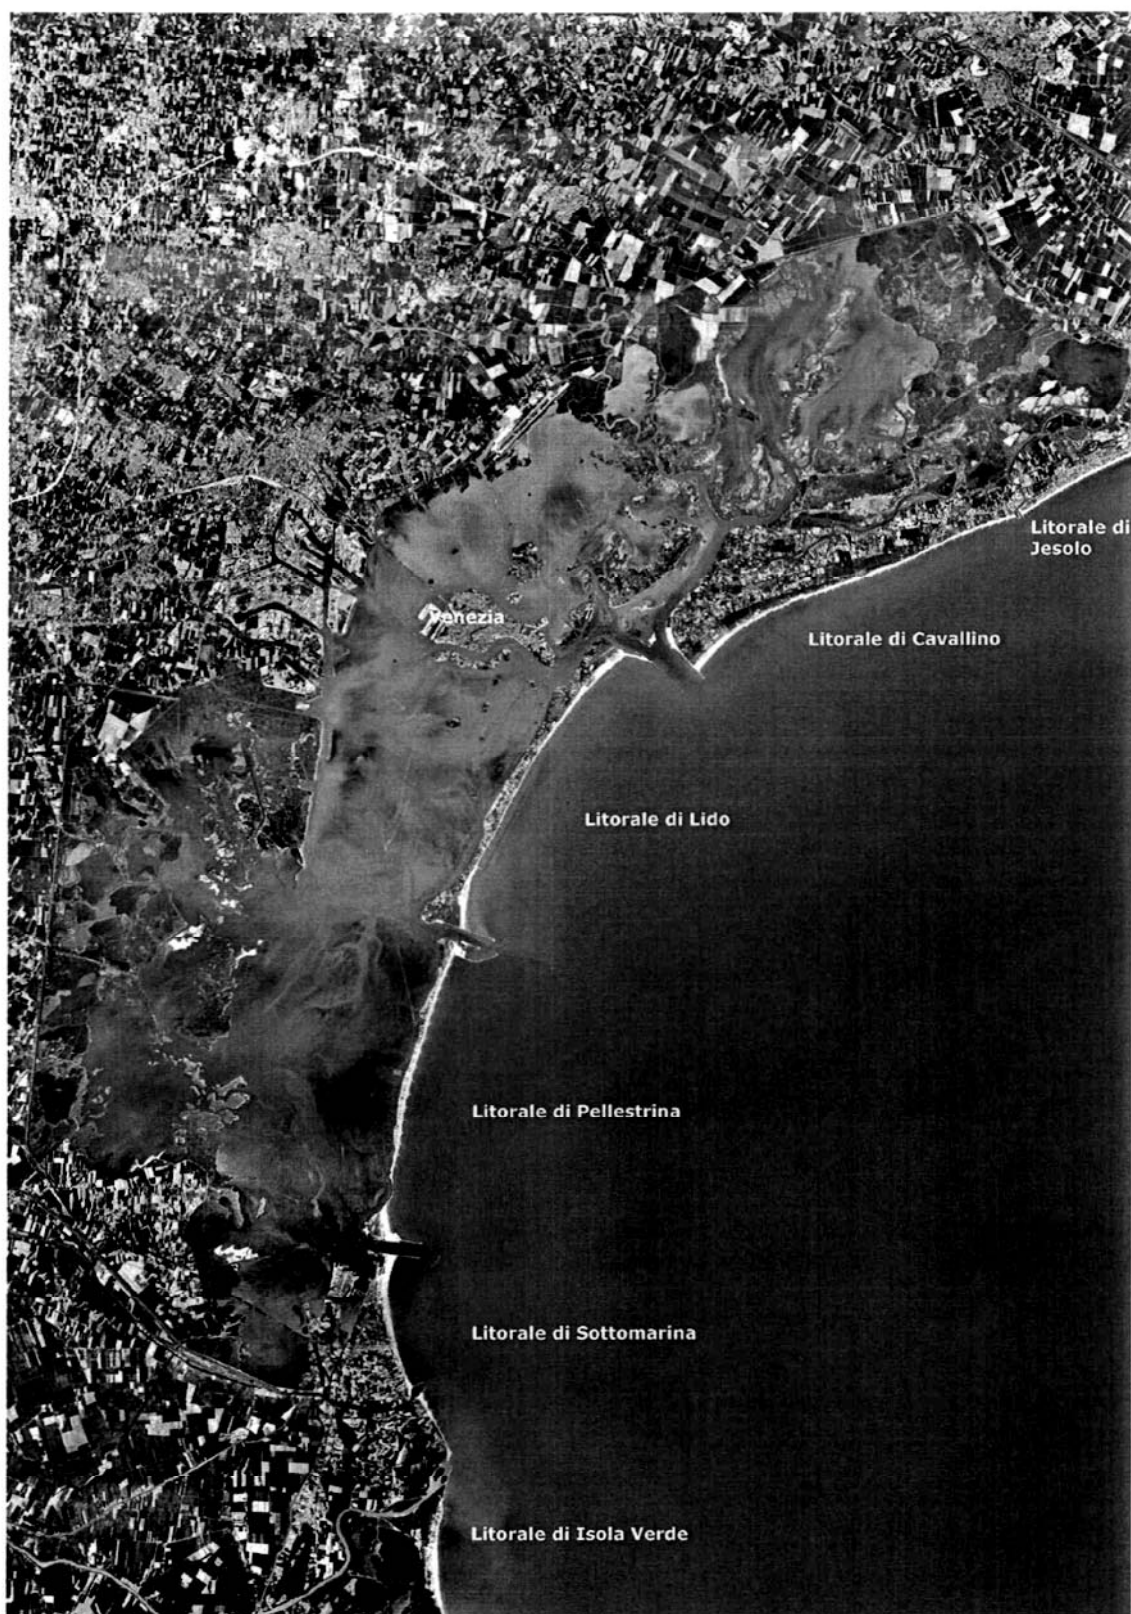 Litorale di
Jesolo
Venezia
Litorale di Cavallino
Litorale di Lido
Litorale di Pellestrina
Litorale di Sottomarina
Litorale di Isola Verde